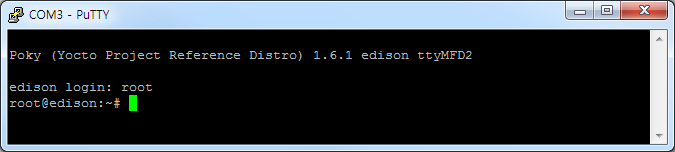 COM3 - PuTTY
Poky (Yocto Project Reference Distro) 1.6.1 edison ttyMFD2
edison login: root
root@edison:~#